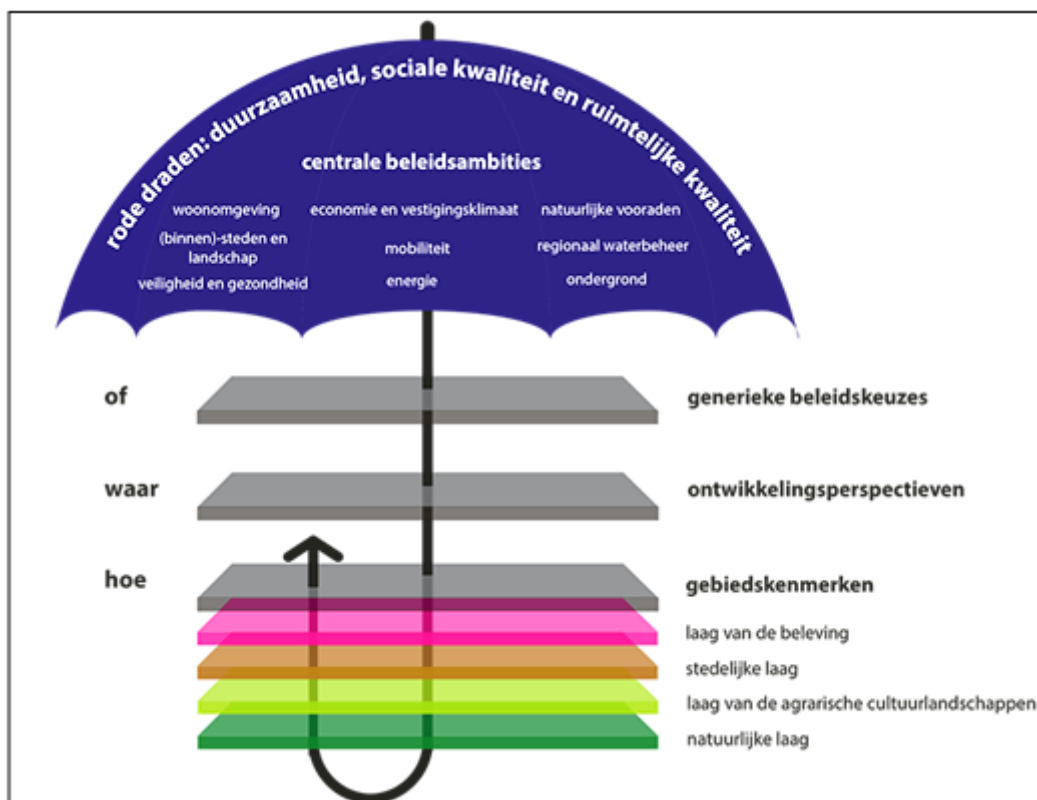 rode draden: duurzaamheid, sociale kwaliteit en ruimtelijke kwaliteit
centrale beleidsambities
woonomgeving
economie en vestigingsklimaat
natuurlijke vooraden
(binnen)-steden en
landschap
mobiliteit
regionaal waterbeheer
veiligheid en gezondheid
energie
ondergrond
of
generieke beleidskeuzes
waar
ontwikkelingsperspectieven
hoe
gebiedskenmerken
laag van de beleving
stedelijke laag
laag van de agrarische cultuurlandschappen
natuurlijke laag